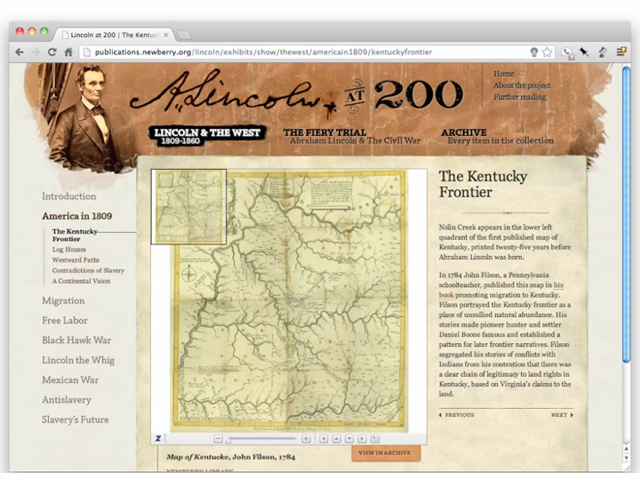 Lincoln at 200 | The Kentuc
publications.newberry.org/lincoln/exhibits/show/thewest/americain1809/kentuckyfrontier
A. Lincoln AT 200
Home
About the project
Further reading
LINCOLN & THE WEST
1809-1860
THE FIERY TRIAL
Abraham Lincoln & The Civil War
ARCHIVE
Every item in the collection
Introduction
America in 1809
The Kentucky
Frontier
Log Houses
Westward Paths
Contradictions of Slavery
A Continental Vision
Migration
Free Labor
Black Hawk War
Lincoln the Whig
Mexican War
Antislavery
Slavery's Future
Map of Kentucke, John Filson, 1784
NEWBERRY LIBRARY
VIEW IN ARCHIVE
The Kentucky
Frontier
Nolin Creek appears in the lower left
quadrant of the first published map of
Kentucky, printed twenty-five years before
Abraham Lincoln was born.
In 1784 John Filson, a Pennsylvania
schoolteacher, published this map in his
book promoting migration to Kentucky.
Filson portrayed the Kentucky frontier as a
place of unsullied natural abundance. His
stories made pioneer hunter and settler
Daniel Boone famous and established a
pattern for later frontier narratives. Filson
segregated his stories of conflicts with
Indians from his contention that there was
a clear chain of legitimacy to land rights in
Kentucky, based on Virginia's claims to the
land.
PREVIOUS
NEXT